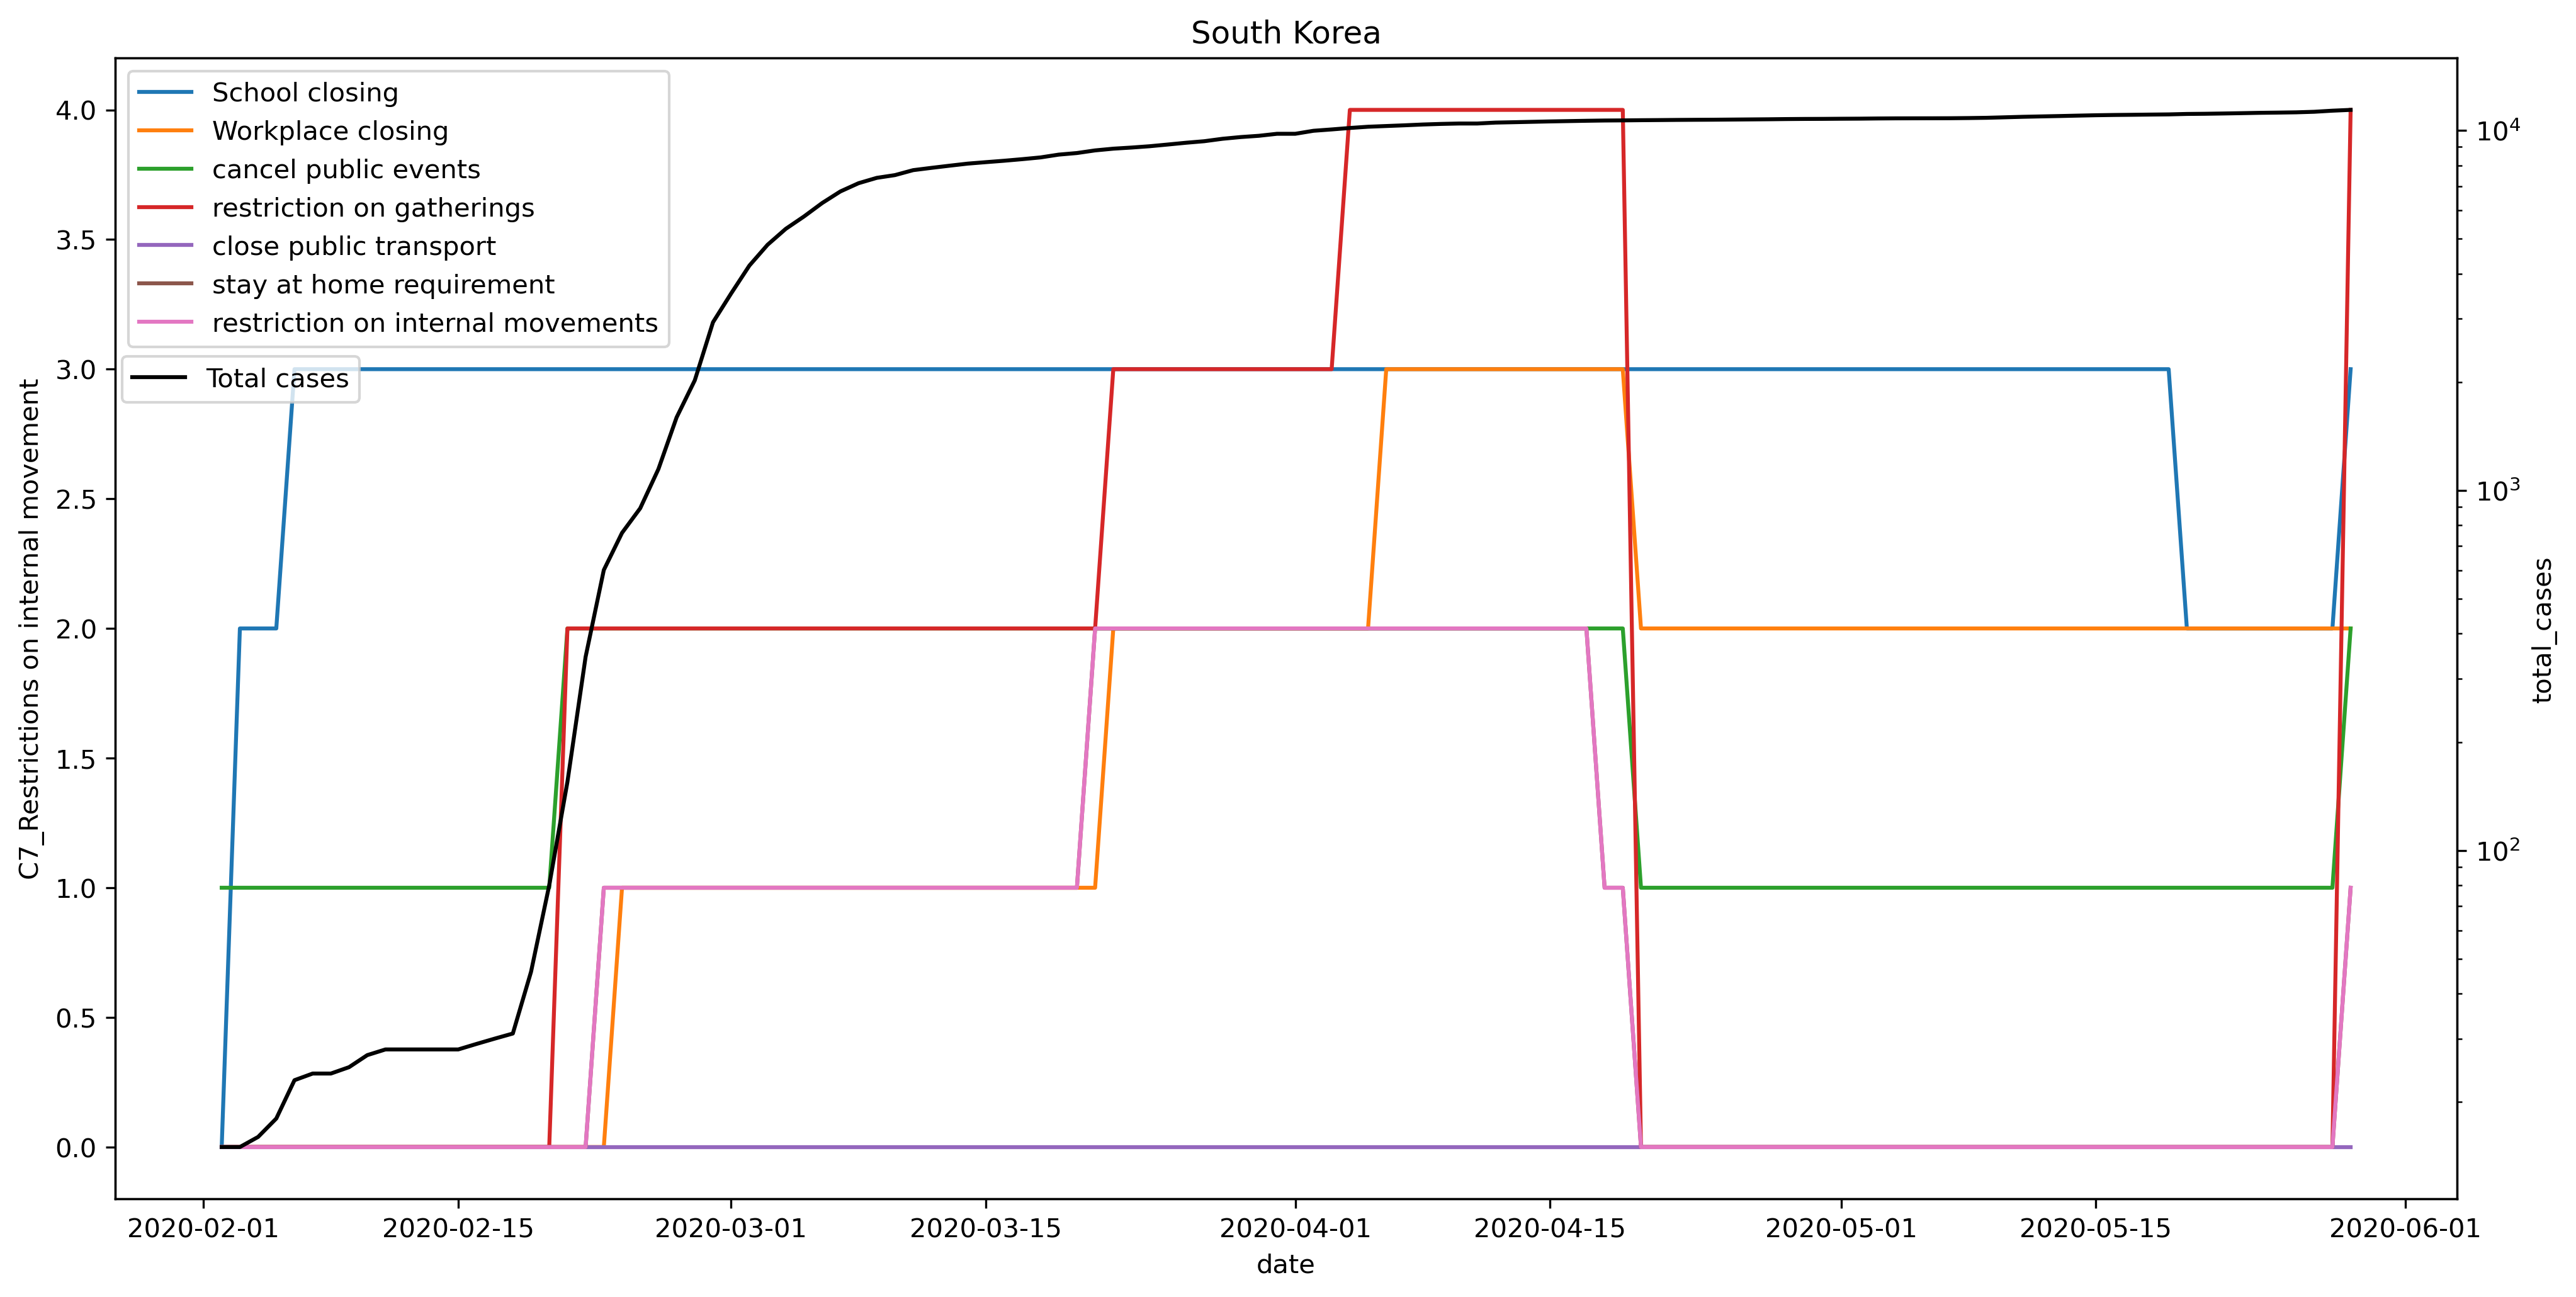 South Korea
School closing
Workplace closing
cancel public events
restriction on gatherings
close public transport
stay at home requirement
restriction on internal movements
Total cases
C7_Restrictions on internal movement
4.0
3.5
3.0
2.5
2.0
1.5
1.0
0.5
0.0
10⁴
10³
10²
total_cases
2020-02-01 2020-02-15 2020-03-01 2020-03-15 2020-04-01 2020-04-15 2020-05-01 2020-05-15 2020-06-01
date